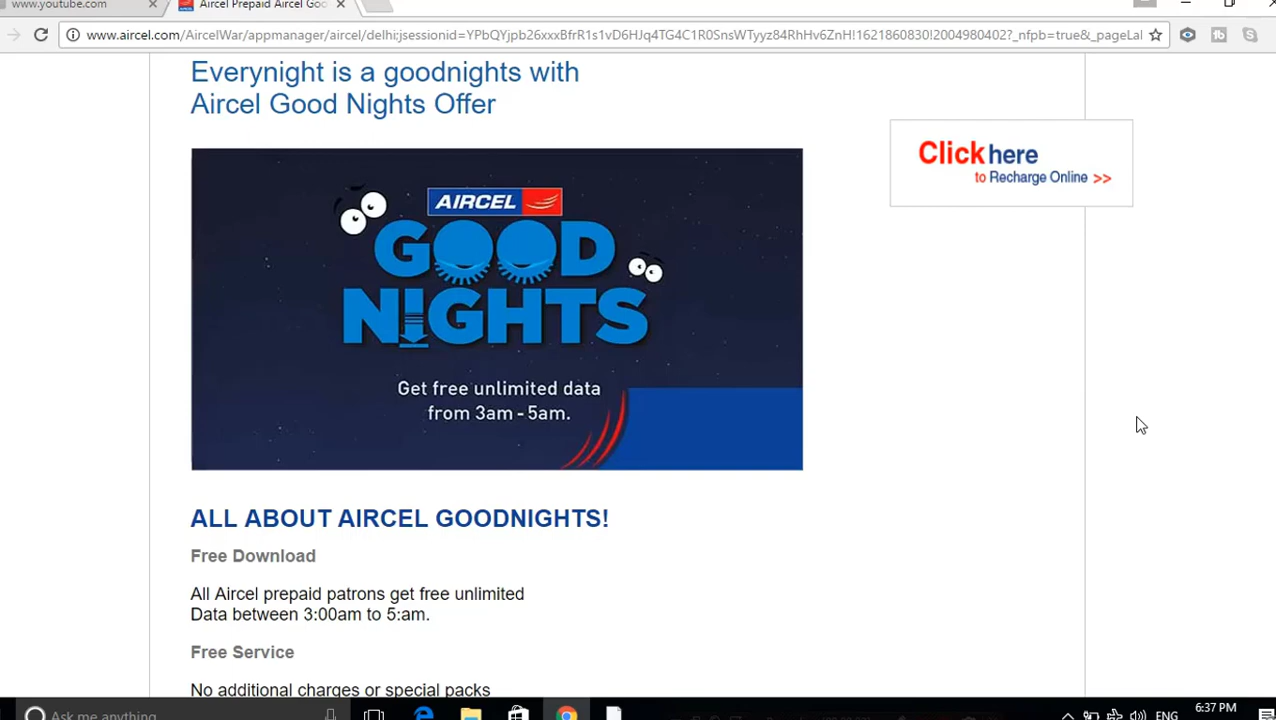 www.youtube.com
Aircel Prepaid Aircel Goo
www.aircel.com/AircelWar/appmanager/aircel/delhi;jsessionid=YPbQYjpb26xxxBfrR1s1vD6HJq4TG4C1R0SnsWTyyz84RhHv6ZnH!1621860830!2004980402?_nfpb=true&_pageLal
Everynight is a goodnights with
Aircel Good Nights Offer
Click here
to Recharge Online >>
AIRCEL
GOOD
NIGHTS
Get free unlimited data
from 3am - 5am.
ALL ABOUT AIRCEL GOODNIGHTS!
Free Download
All Aircel prepaid patrons get free unlimited
Data between 3:00am to 5:am.
Free Service
No additional charges or special packs
Ask me anything
ENG
6:37 PM